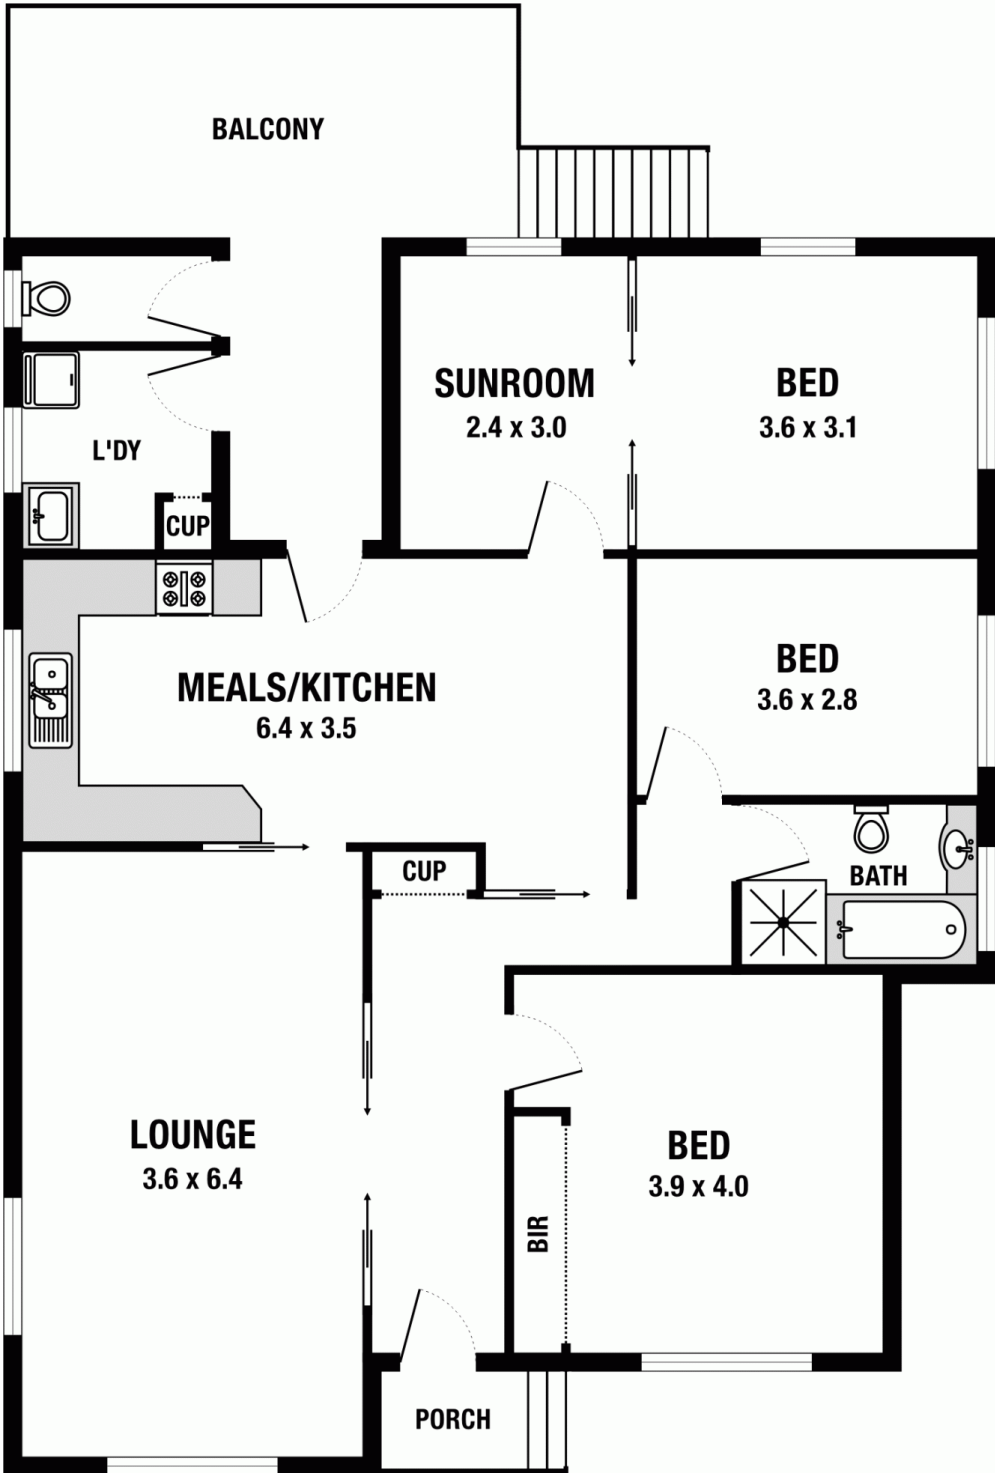 BALCONY
SUNROOM
2.4 x 3.0
BED
3.6 x 3.1
L'DY
CUP
MEALS/KITCHEN
6.4 x 3.5
BED
3.6 x 2.8
CUP
BATH
LOUNGE
3.6 x 6.4
BED
3.9 x 4.0
BIR
PORCH